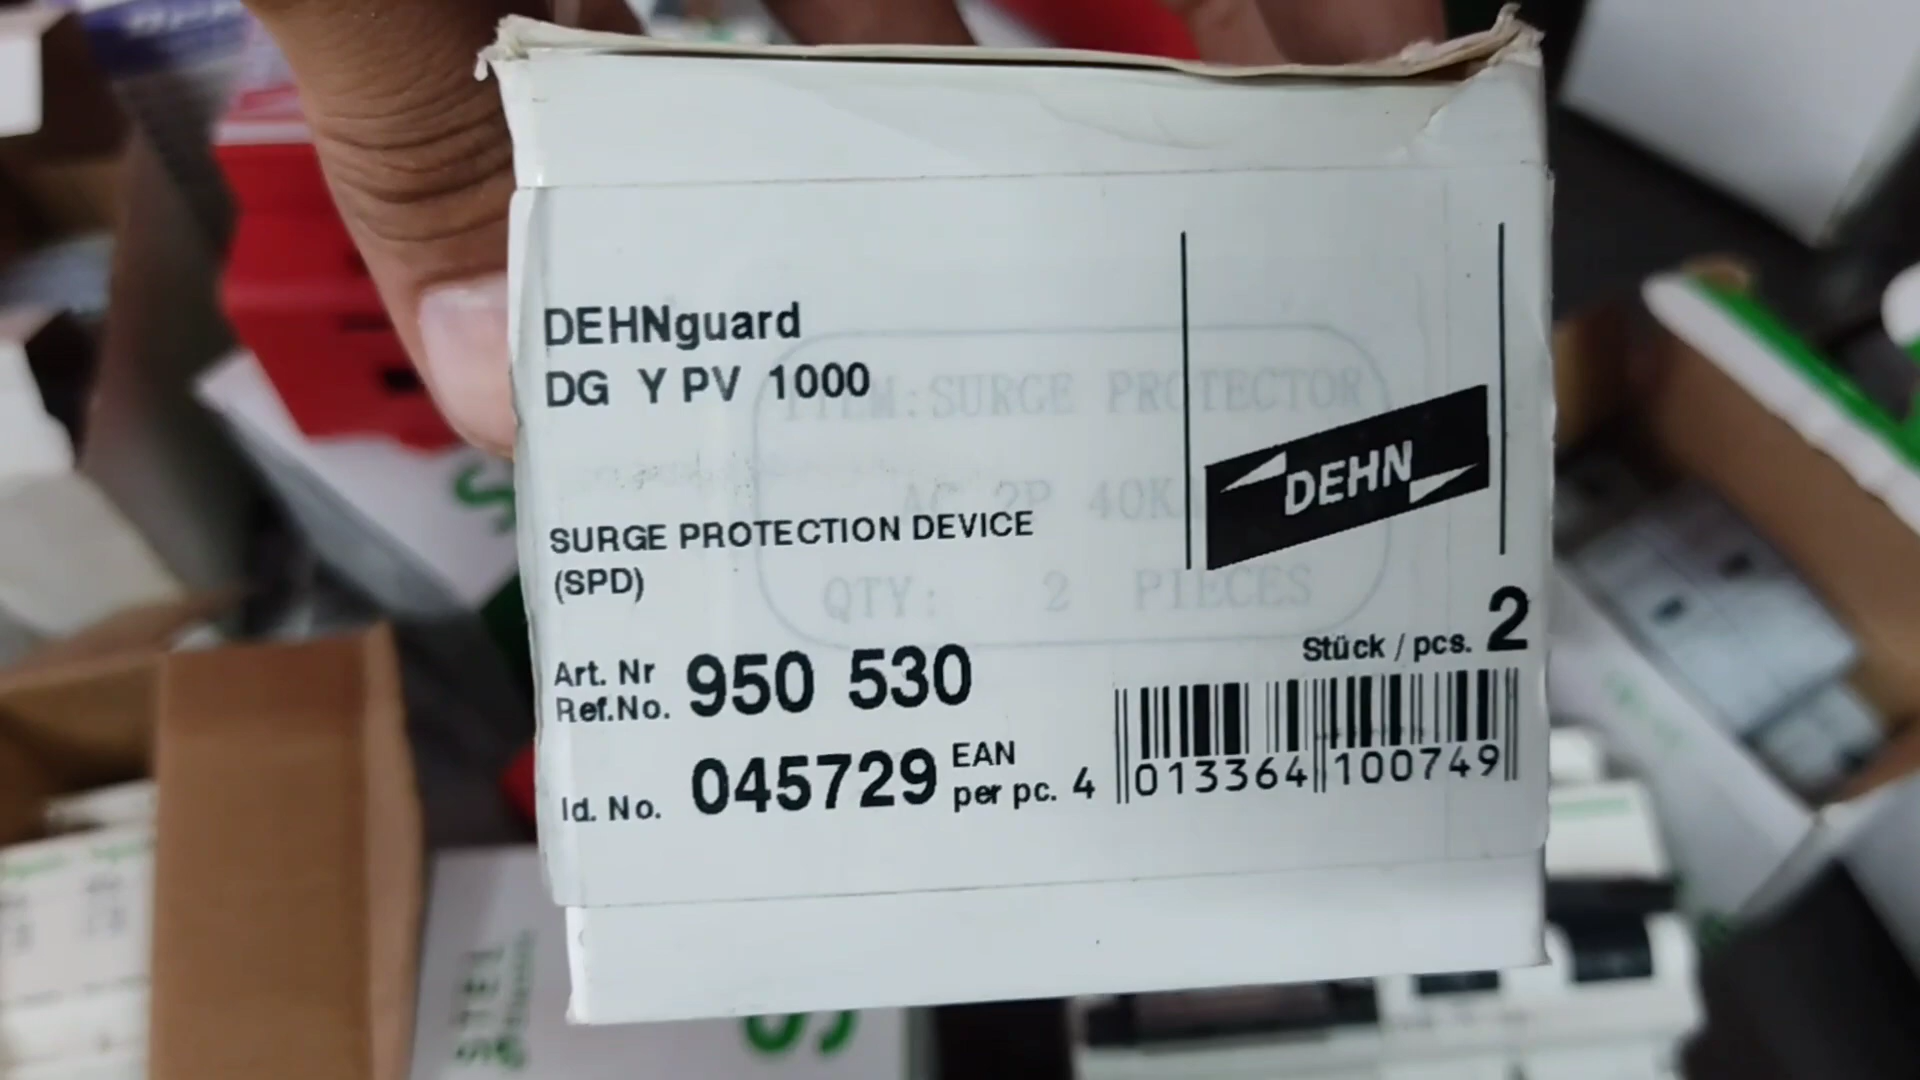 DEHNguard
DG Y PV 1000
ITEM:SURGE PROTECTOR
AC 2P 40K
QTY: 2 PIECES
DEHN
SURGE PROTECTION DEVICE
(SPD)
Stück / pcs. 2
Art. Nr
Ref.No. 950 530
Id. No. 045729
EAN
per pc. 4 013364 100749